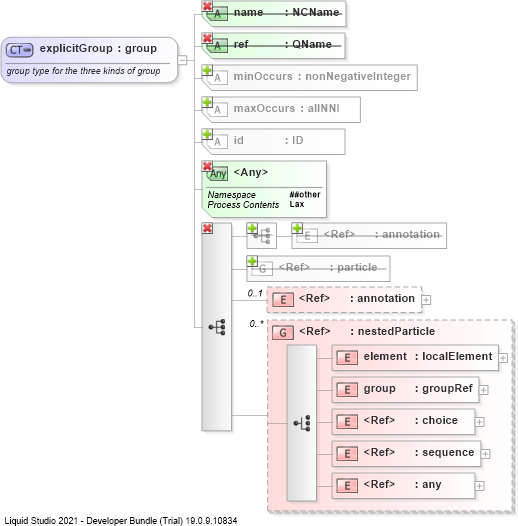 name : NCName
CT explicitGroup : group
group type for the three kinds of group
A
ref : QName
A
A minOccurs : nonNegativeInteger
A maxOccurs : allNNI
A id : ID
Any <Any>
Namespace ##other
Process Contents Lax
E <Ref> : annotation
G <Ref> : particle
0..1
E <Ref> : annotation
0..*
G <Ref> : nestedParticle
E element : localElement
E group : groupRef
E <Ref> : choice
E <Ref> : sequence
E <Ref> : any
Liquid Studio 2021 - Developer Bundle (Trial) 19.0.9.10834